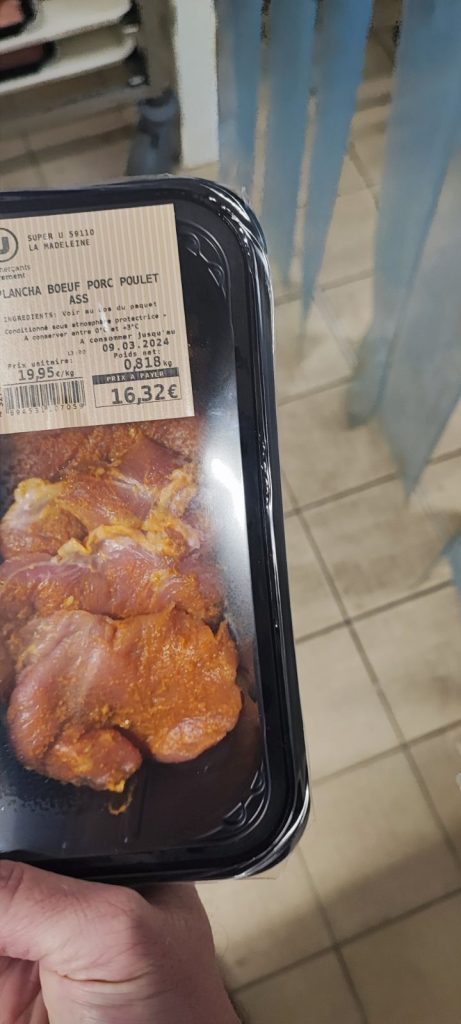 U
SUPER U 59110
LA MADELEINE
merçants
rement
PLANCHA BOEUF PORC POULET
ASS
INGREDIENTS: Voir au dos du paquet
Conditionné sous atmosphère protectrice -
A conserver entre 0°C et +3°C
A consommer jusqu'au
09.03.2024
Prix unitaire:
Poids net:
19,95€/kg
0,818kg
PRIX A PAYER
16,32€